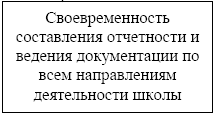 Своевременность
составления отчетности и
ведения документации по
всем направлениям
деятельности школы